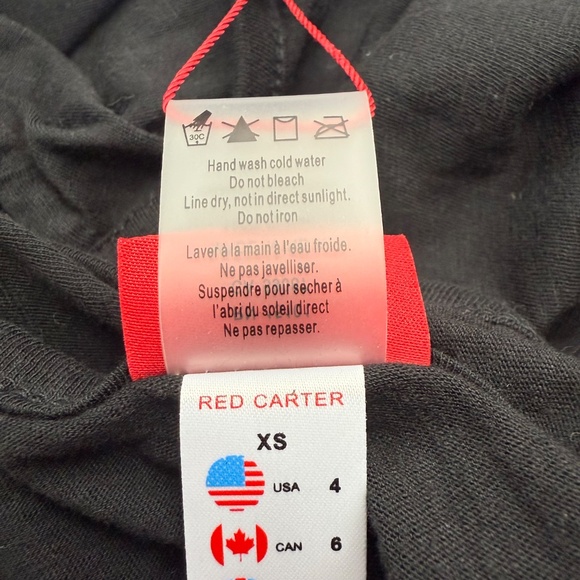 30C
Hand wash cold water
Do not bleach
Line dry, not in direct sunlight.
Do not iron
Laver à la main à l'eau froide.
Ne pas javelliser.
Suspendre pour sécher à
l'abri du soleil direct
Ne pas repasser.
RED CARTER
XS
USA 4
CAN 6